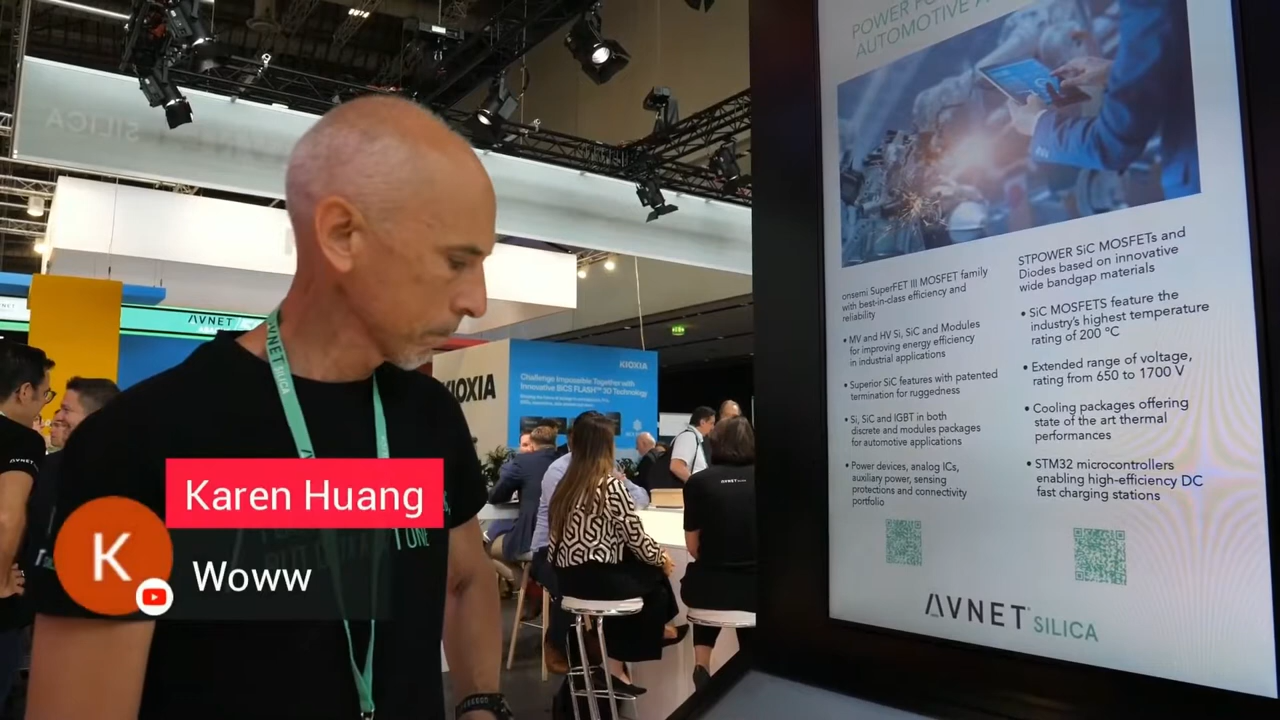 POWER FO
AUTOMOTIVE A
onsemi SuperFET III MOSFET family
with best-in-class efficiency and
reliability
• MV and HV Si, SiC and Modules
for improving energy efficiency
in industrial applications
• Superior SiC features with patented
termination for ruggedness
• Si, SiC and IGBT in both
discrete and modules packages
for automotive applications
• Power devices, analog ICs,
auxiliary power, sensing
protections and connectivity
portfolio
STPOWER SiC MOSFETs and
Diodes based on innovative
wide bandgap materials
• SiC MOSFETS feature the
industry's highest temperature
rating of 200 °C
• Extended range of voltage,
rating from 650 to 1700 V
• Cooling packages offering
state of the art thermal
performances
• STM32 microcontrollers
enabling high-efficiency DC
fast charging stations
AVNET SILICA
AVNET SILICA
AVNET
AVNET SILICA
KIOXIA
KIOXIA
Challenge Impossible Together with
Innovative BiCS FLASH™ 3D Technology
AVNET
T ONE
Karen Huang
K
Woww